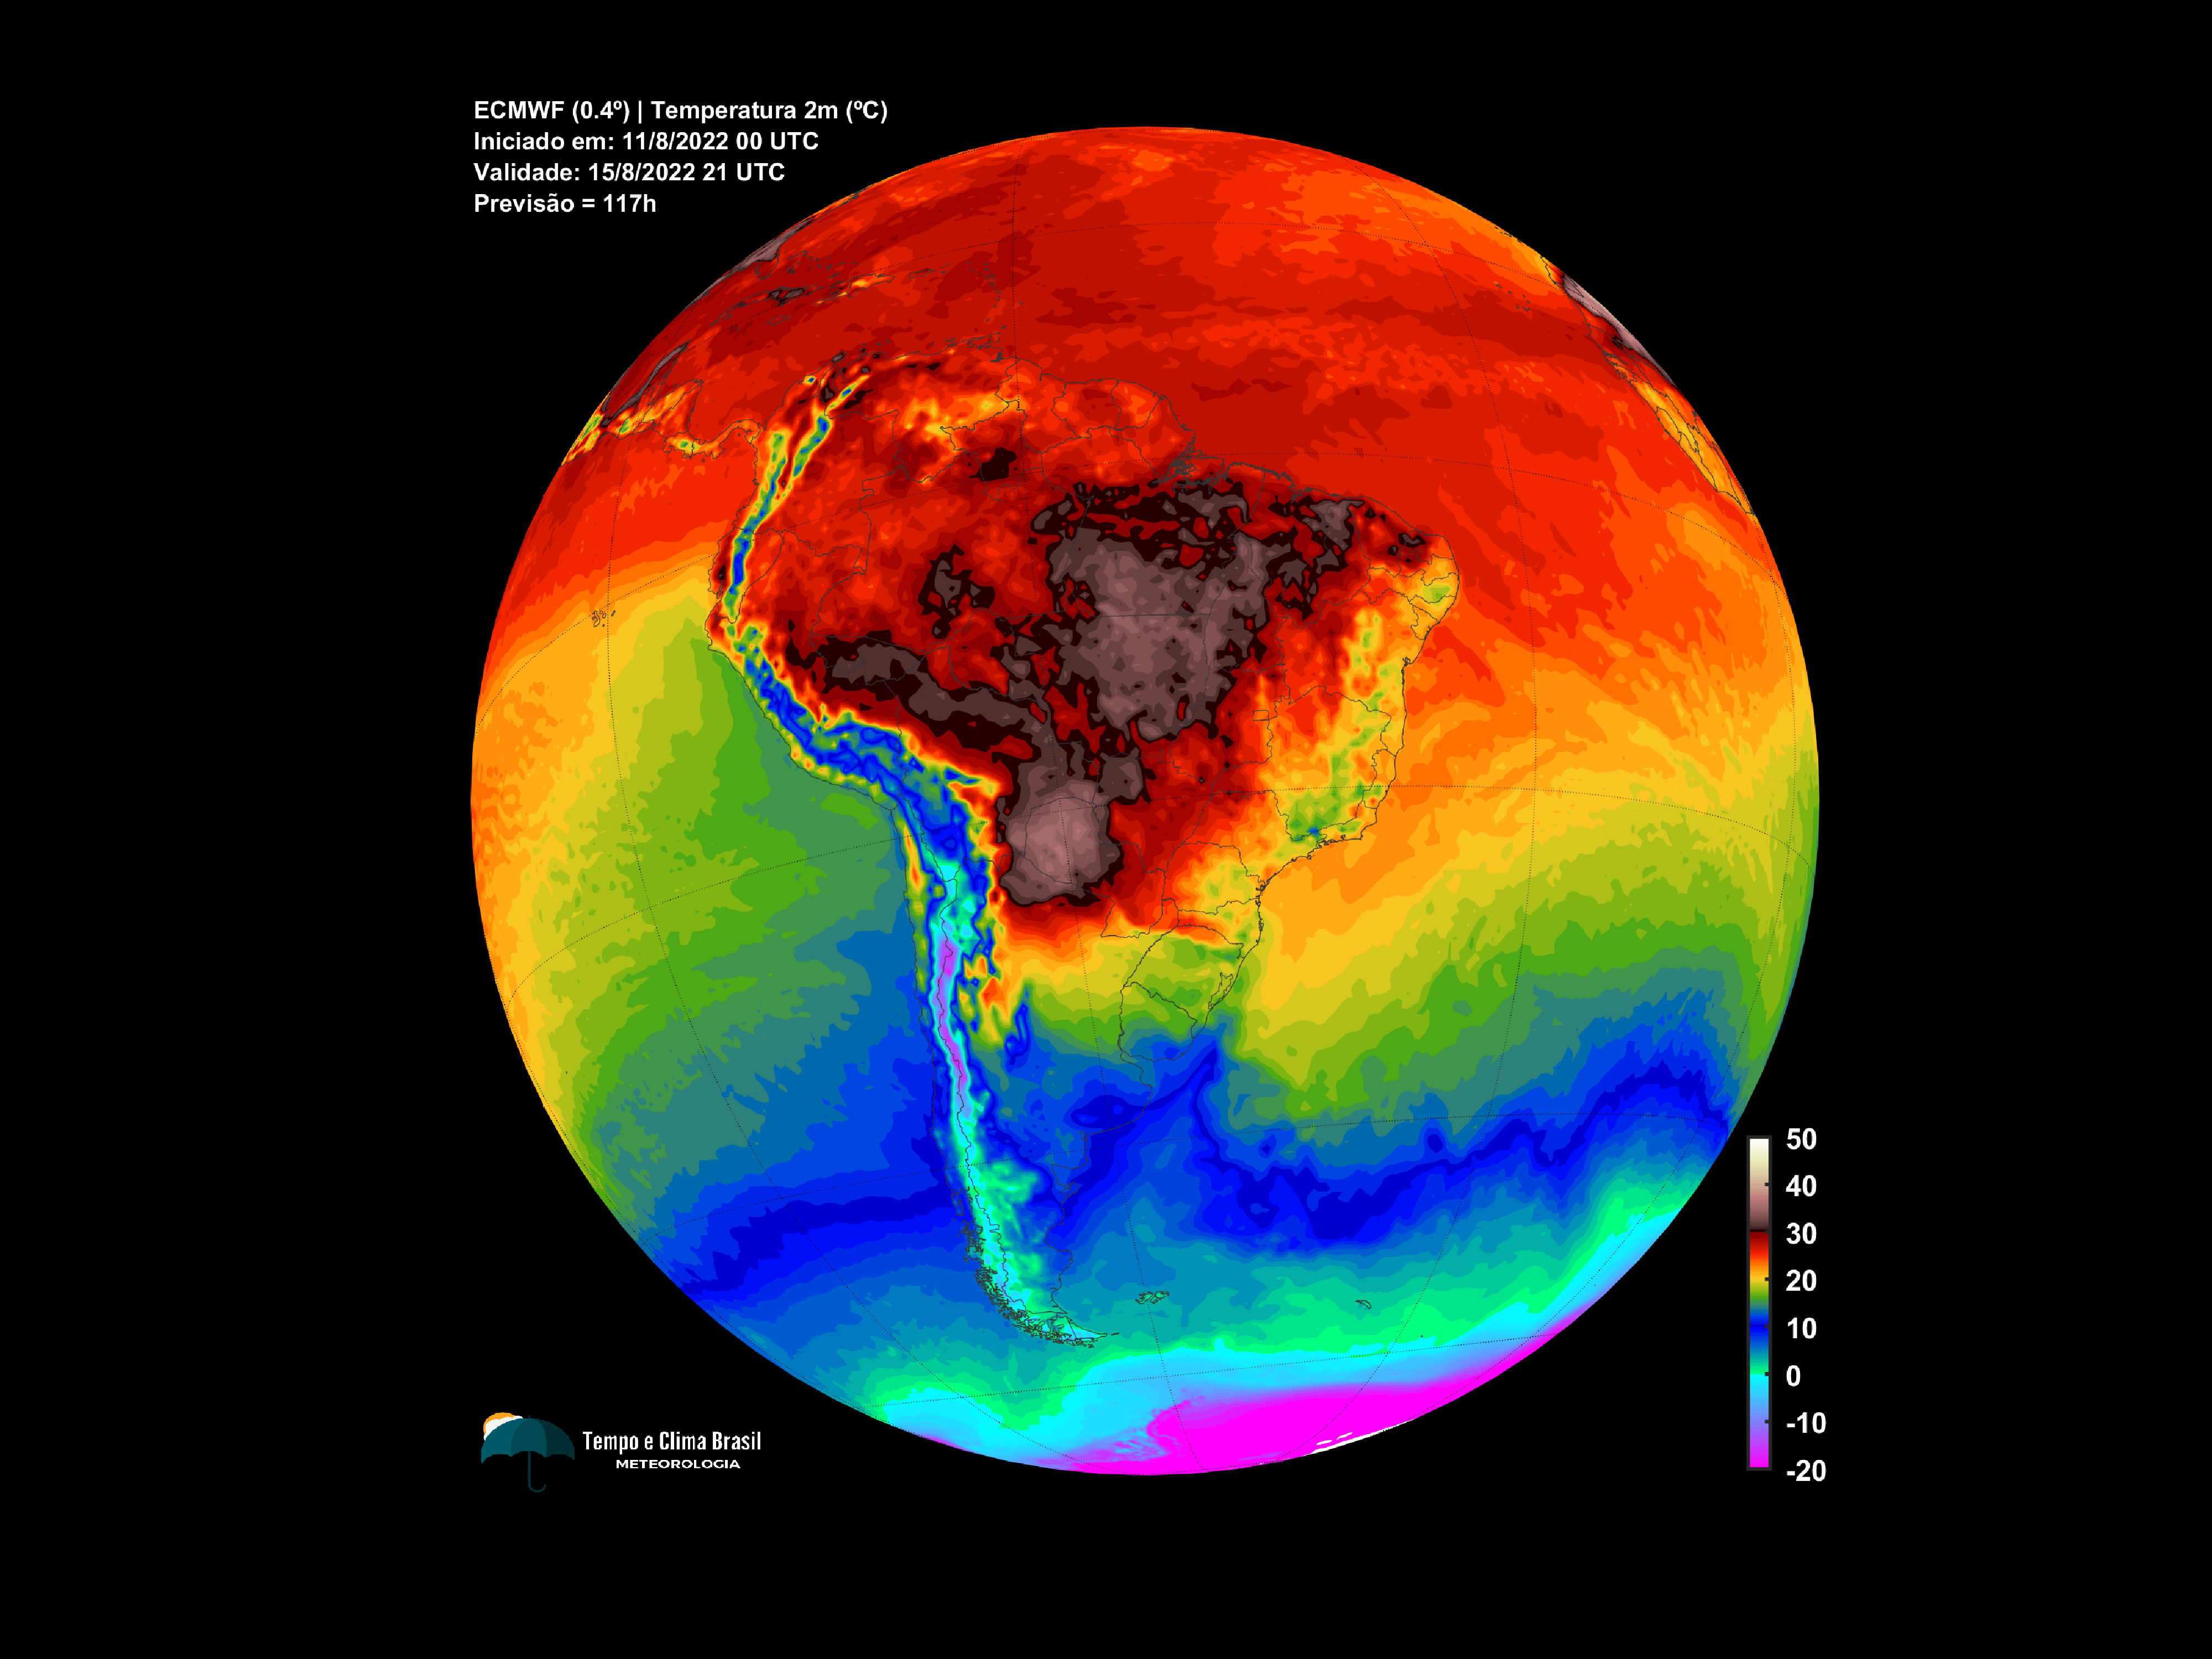 ECMWF (0.4º) | Temperatura 2m (ºC)
Iniciado em: 11/8/2022 00 UTC
Validade: 15/8/2022 21 UTC
Previsão = 117h
50
40
30
20
10
0
-10
-20
Tempo e Clima Brasil
METEOROLOGIA